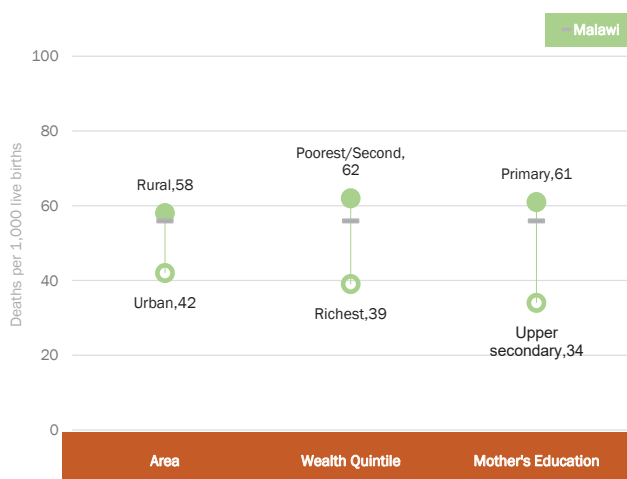 Malawi
Deaths per 1,000 live births
100
80
60
40
20
0
Rural,58
Urban,42
Poorest/Second,
62
Richest,39
Primary,61
Upper
secondary,34
Area
Wealth Quintile
Mother's Education